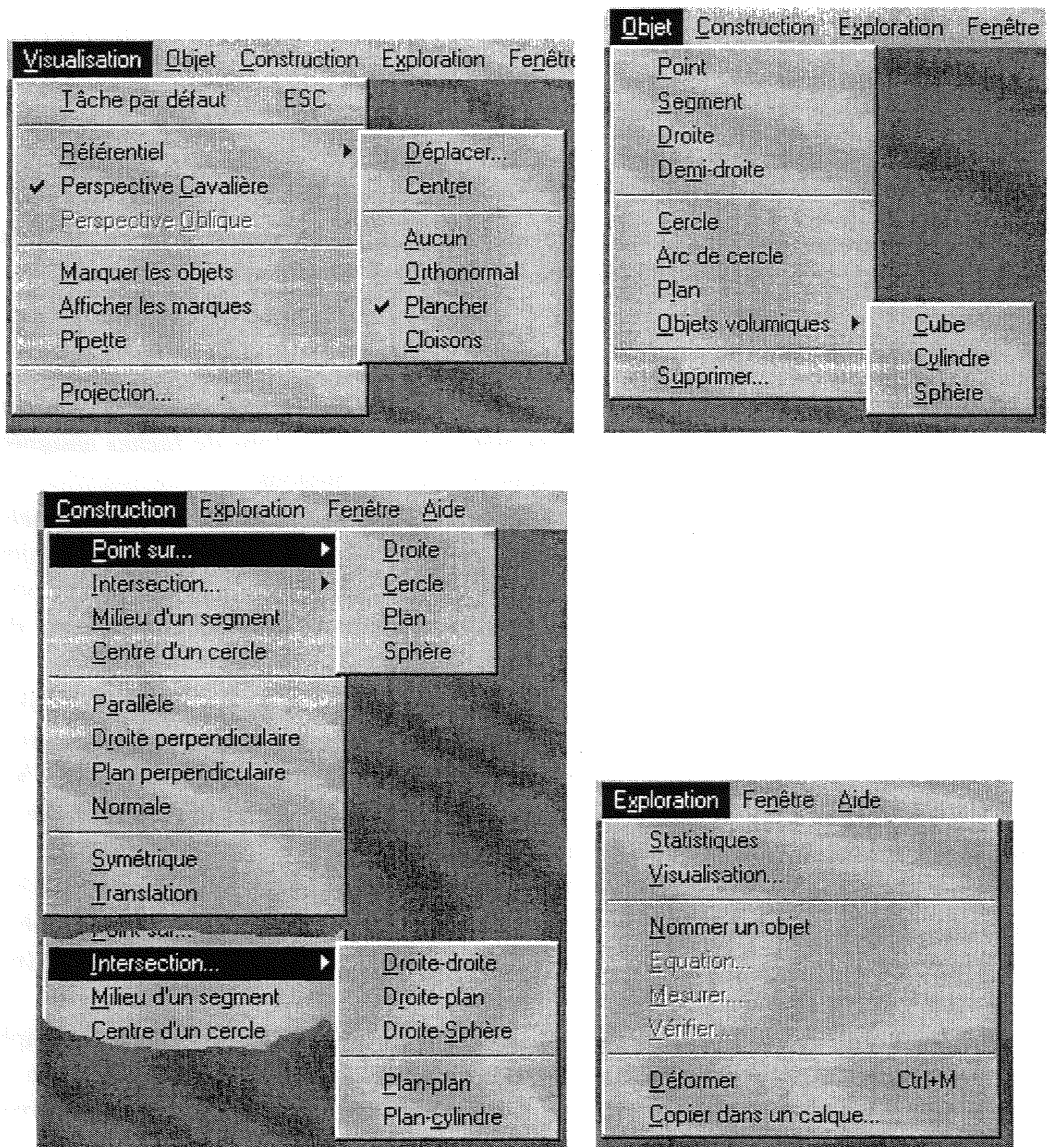 Visualisation Objet Construction Exploration Fenêtre
Tâche par défaut ESC
Référentiel
Perspective Cavalière
Perspective Oblique
Marquer les objets
Afficher les marques
Pipette
Projection...
Déplacer...
Centrer
Aucun
Orthonormal
Plancher
Cloisons
Objet Construction Exploration Fenêtre
Point
Segment
Droite
Demi-droite
Cercle
Arc de cercle
Plan
Objets volumiques
Supprimer...
Cube
Cylindre
Sphère
Construction Exploration Fenêtre Aide
Point sur...
Intersection...
Milieu d'un segment
Centre d'un cercle
Parallèle
Droite perpendiculaire
Plan perpendiculaire
Normale
Symétrique
Translation
Droite
Cercle
Plan
Sphère
Point sur...
Intersection...
Milieu d'un segment
Centre d'un cercle
Droite-droite
Droite-plan
Droite-Sphère
Plan-plan
Plan-cylindre
Exploration Fenêtre Aide
Statistiques
Visualisation...
Nommer un objet
Equation...
Mesurer...
Vérifier...
Déformer Ctrl+M
Copier dans un calque...